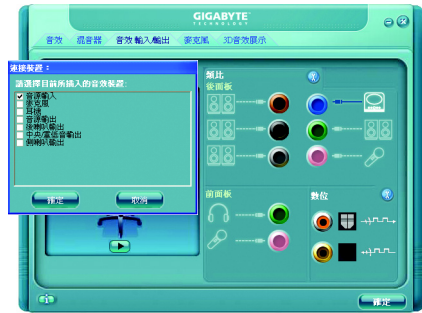 GIGABYTE
TECHNOLOGY
音效 混音器 音效輸入/輸出 麥克風 3D音效展示
連接裝置：
請選擇目前所插入的音效裝置:
音源輸入
麥克風
耳機
音源輸出
後喇叭輸出
中央/重低音輸出
側喇叭輸出
確定 取消
類比
後面板
前面板
數位
確定